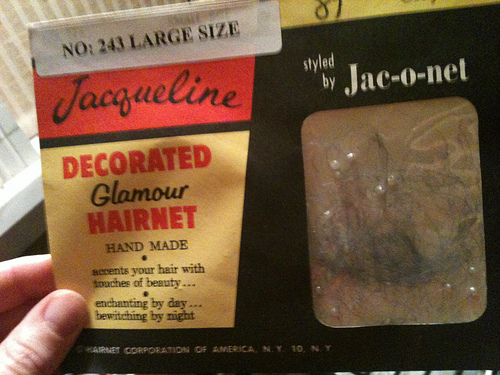 NO: 243 LARGE SIZE
Jacqueline
DECORATED
Glamour
HAIRNET
HAND MADE
accents your hair with
touches of beauty...
enchanting by day...
bewitching by night
styled
by Jac-o-net
HAIRNET CORPORATION OF AMERICA, N. Y. 10, N. Y